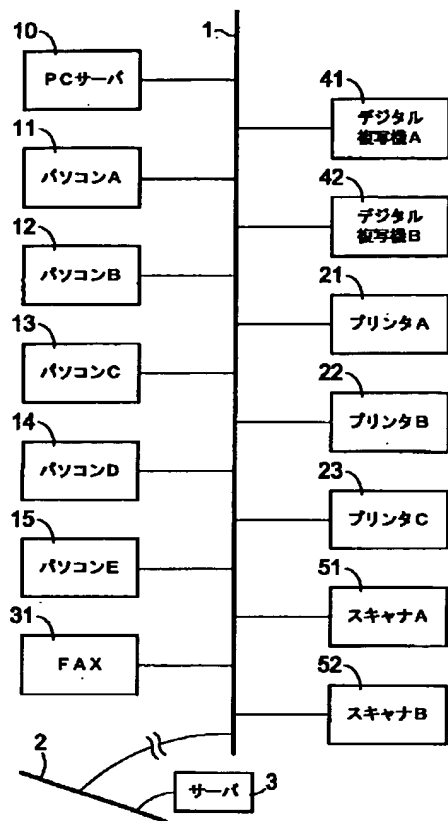 1
10
PCサーバ
11
パソコンA
12
パソコンB
13
パソコンC
14
パソコンD
15
パソコンE
31
FAX
41
デジタル
複写機A
42
デジタル
複写機B
21
プリンタA
22
プリンタB
23
プリンタC
51
スキャナA
52
スキャナB
2
サーバ
3